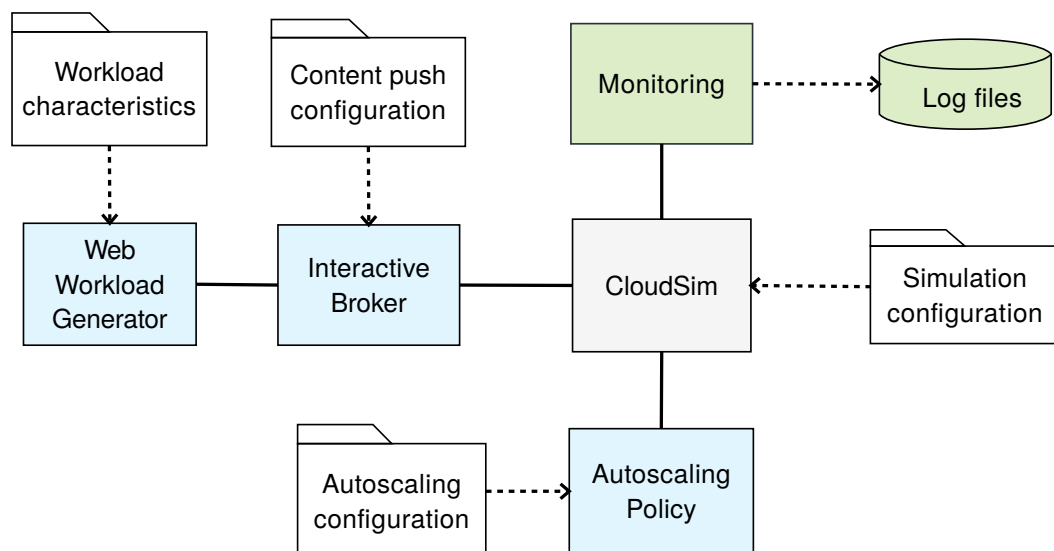 Workload
characteristics
Content push
configuration
Monitoring
Log files
Web
Workload
Generator
Interactive
Broker
CloudSim
Simulation
configuration
Autoscaling
configuration
Autoscaling
Policy